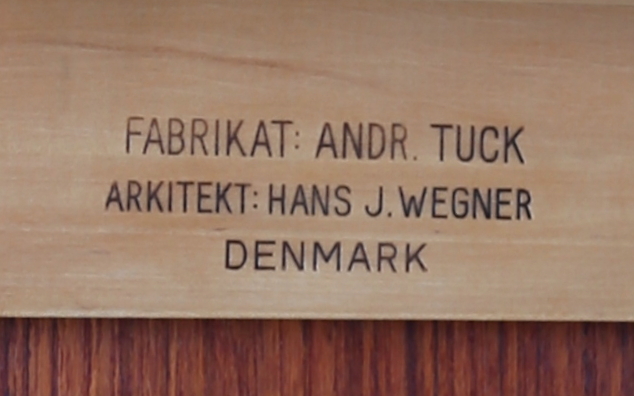 FABRIKAT: ANDR. TUCK
ARKITEKT: HANS J. WEGNER
DENMARK